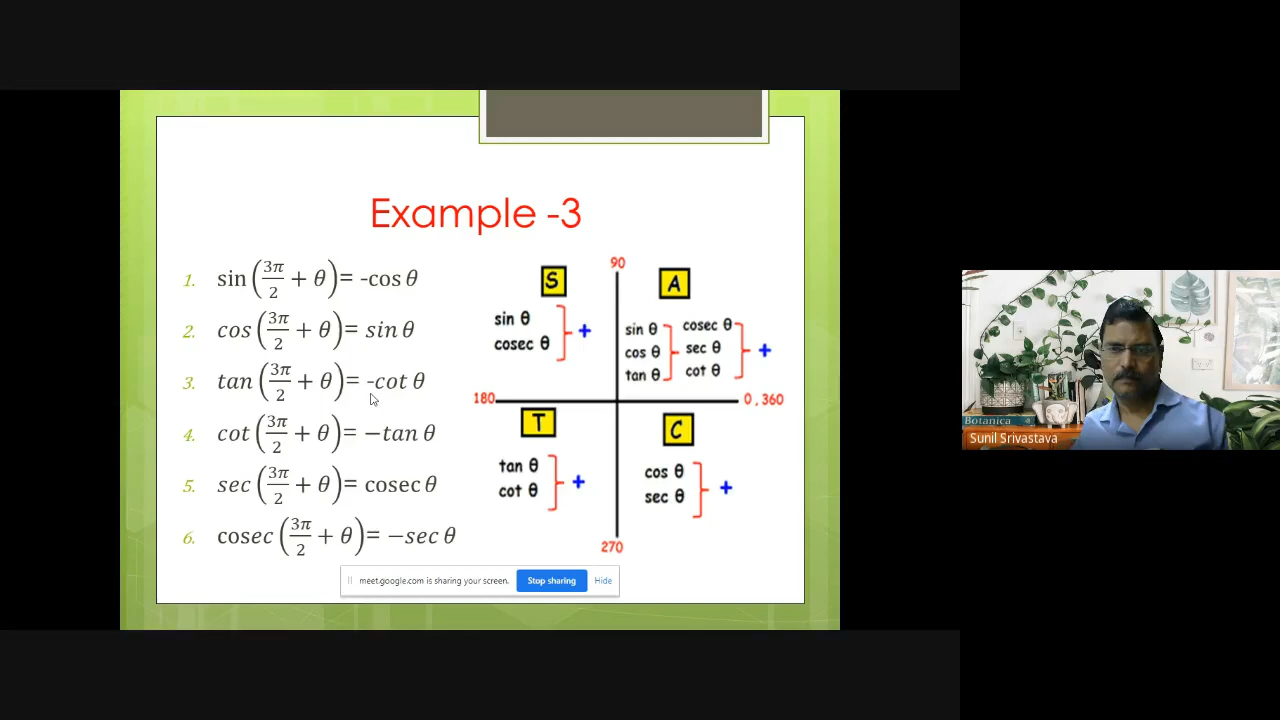 Example -3
1. sin (3π/2 + θ)= -cos θ
2. cos (3π/2 + θ)= sin θ
3. tan (3π/2 + θ)= -cot θ
4. cot (3π/2 + θ)= −tan θ
5. sec (3π/2 + θ)= cosec θ
6. cosec (3π/2 + θ)= −sec θ
90
S
A
sin θ
cosec θ
+
sin θ cosec θ
cos θ sec θ
tan θ cot θ
+
180
0 , 360
T
C
tan θ
cot θ
+
cos θ
sec θ
+
270
meet.google.com is sharing your screen. Stop sharing Hide
Botanica
Sunil Srivastava